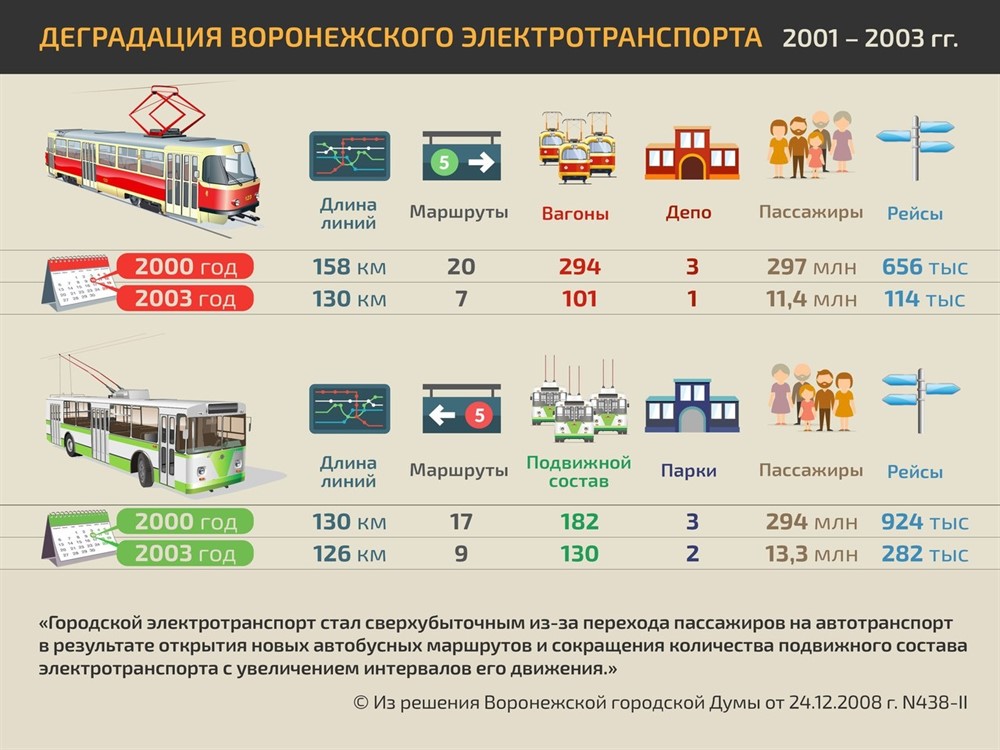 ДЕГРАДАЦИЯ ВОРОНЕЖСКОГО ЭЛЕКТРОТРАНСПОРТА 2001 – 2003 гг.
5
Длина линий Маршруты Вагоны Депо Пассажиры Рейсы
2000 год 158 км 20 294 3 297 млн 656 тыс
2003 год 130 км 7 101 1 11,4 млн 114 тыс
5
Длина линий Маршруты Подвижной состав Парки Пассажиры Рейсы
2000 год 130 км 17 182 3 294 млн 924 тыс
2003 год 126 км 9 130 2 13,3 млн 282 тыс
«Городской электротранспорт стал сверхубыточным из-за перехода пассажиров на автотранспорт
в результате открытия новых автобусных маршрутов и сокращения количества подвижного состава
электротранспорта с увеличением интервалов его движения.»
© Из решения Воронежской городской Думы от 24.12.2008 г. N438-II